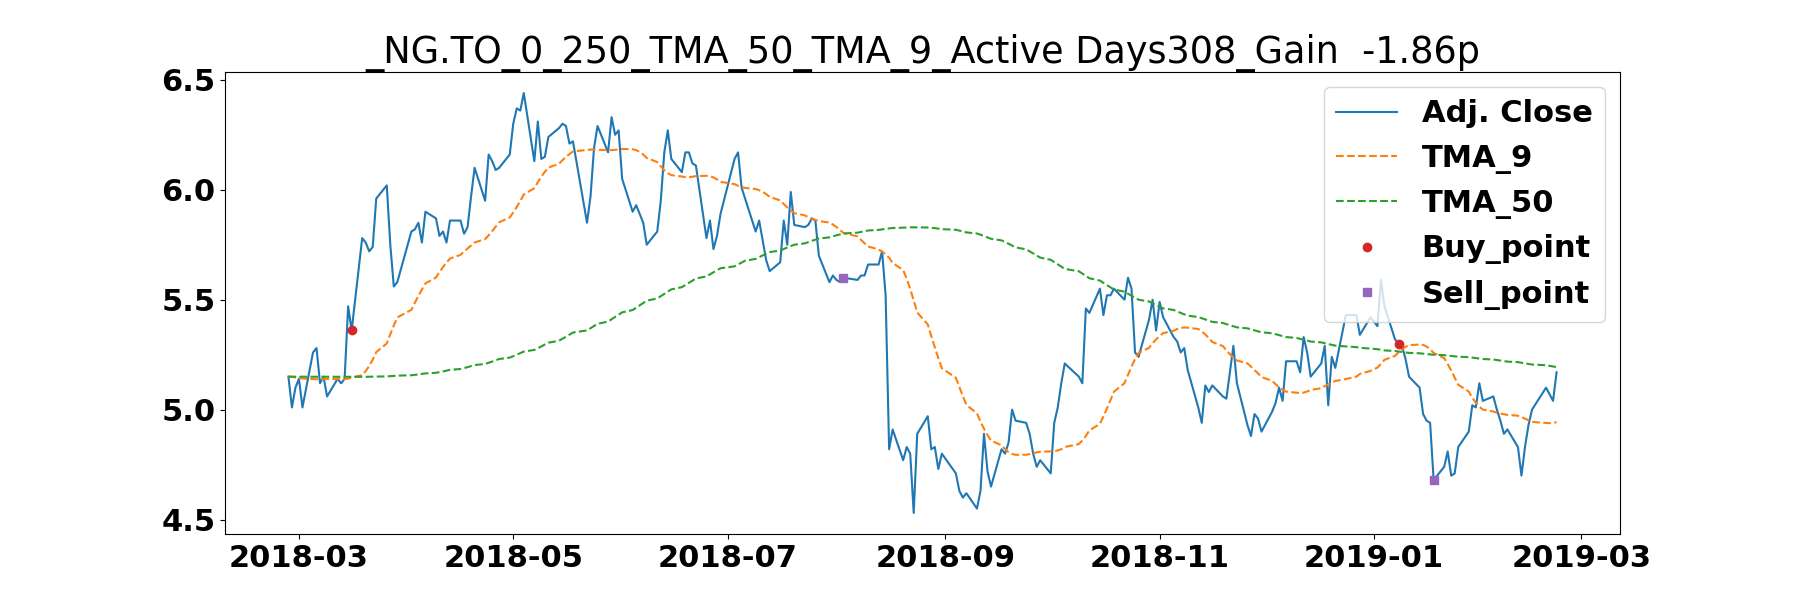 _NG.TO_0_250_TMA_50_TMA_9_Active Days308_Gain  -1.86p
6.5
6.0
5.5
5.0
4.5
Adj. Close
TMA_9
TMA_50
Buy_point
Sell_point
2018-03 2018-05 2018-07 2018-09 2018-11 2019-01 2019-03